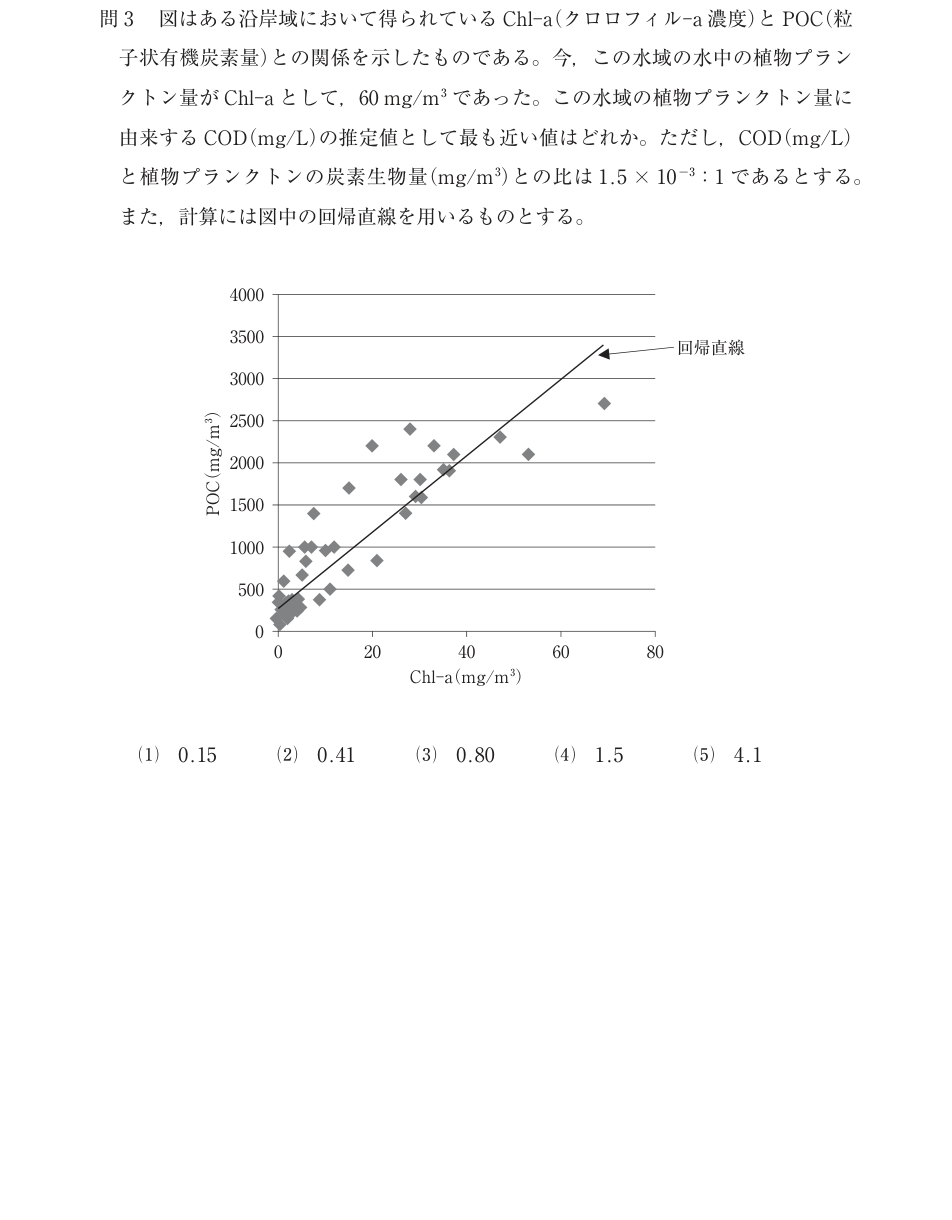 問3　図はある沿岸域において得られている Chl-a(クロロフィル-a 濃度)と POC(粒
子状有機炭素量)との関係を示したものである。今，この水域の水中の植物プラン
クトン量が Chl-a として，60 mg/m³ であった。この水域の植物プランクトン量に
由来する COD(mg/L)の推定値として最も近い値はどれか。ただし，COD(mg/L)
と植物プランクトンの炭素生物量(mg/m³)との比は 1.5 × 10⁻³：1 であるとする。
また，計算には図中の回帰直線を用いるものとする。
4000
3500
回帰直線
3000
2500
2000
1500
1000
500
0
POC(mg/m³)
0 20 40 60 80
Chl-a(mg/m³)
(1) 0.15 (2) 0.41 (3) 0.80 (4) 1.5 (5) 4.1